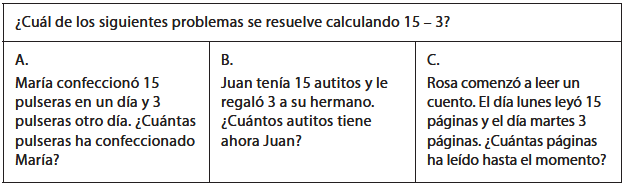 ¿Cuál de los siguientes problemas se resuelve calculando 15 – 3?
A.
María confeccionó 15
pulseras en un día y 3
pulseras otro día. ¿Cuántas
pulseras ha confeccionado
María?
B.
Juan tenía 15 autitos y le
regaló 3 a su hermano.
¿Cuántos autitos tiene
ahora Juan?
C.
Rosa comenzó a leer un
cuento. El día lunes leyó 15
páginas y el día martes 3
páginas. ¿Cuántas páginas
ha leído hasta el momento?